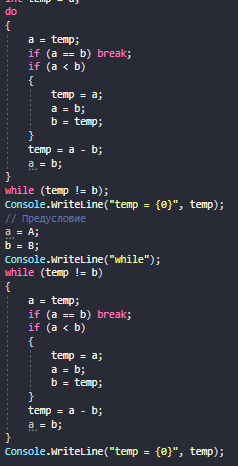 int temp = a;
do
{
a = temp;
if (a == b) break;
if (a < b)
{
temp = a;
a = b;
b = temp;
}
temp = a - b;
a = b;
}
while (temp != b);
Console.WriteLine("temp = {0}", temp);
// Предусловие
a = A;
b = B;
Console.WriteLine("while");
while (temp != b)
{
a = temp;
if (a == b) break;
if (a < b)
{
temp = a;
a = b;
b = temp;
}
temp = a - b;
a = b;
}
Console.WriteLine("temp = {0}", temp);